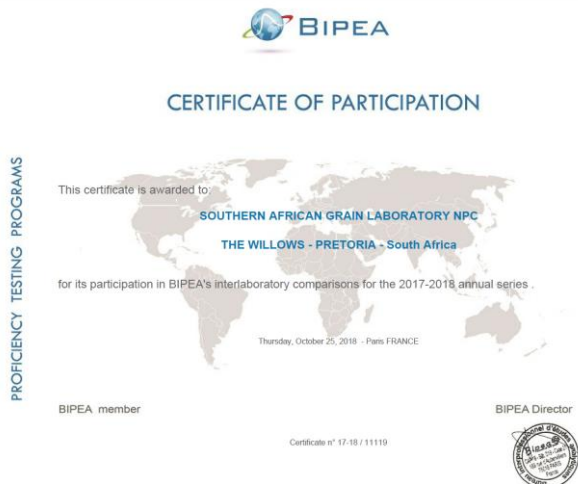 BIPEA
CERTIFICATE OF PARTICIPATION
PROFICIENCY TESTING PROGRAMS
This certificate is awarded to:
SOUTHERN AFRICAN GRAIN LABORATORY NPC
THE WILLOWS - PRETORIA - South Africa
for its participation in BIPEA's interlaboratory comparisons for the 2017-2018 annual series .
Thursday, October 25, 2018 - Paris FRANCE
BIPEA member
BIPEA Director
Certificate n° 17-18 / 11119